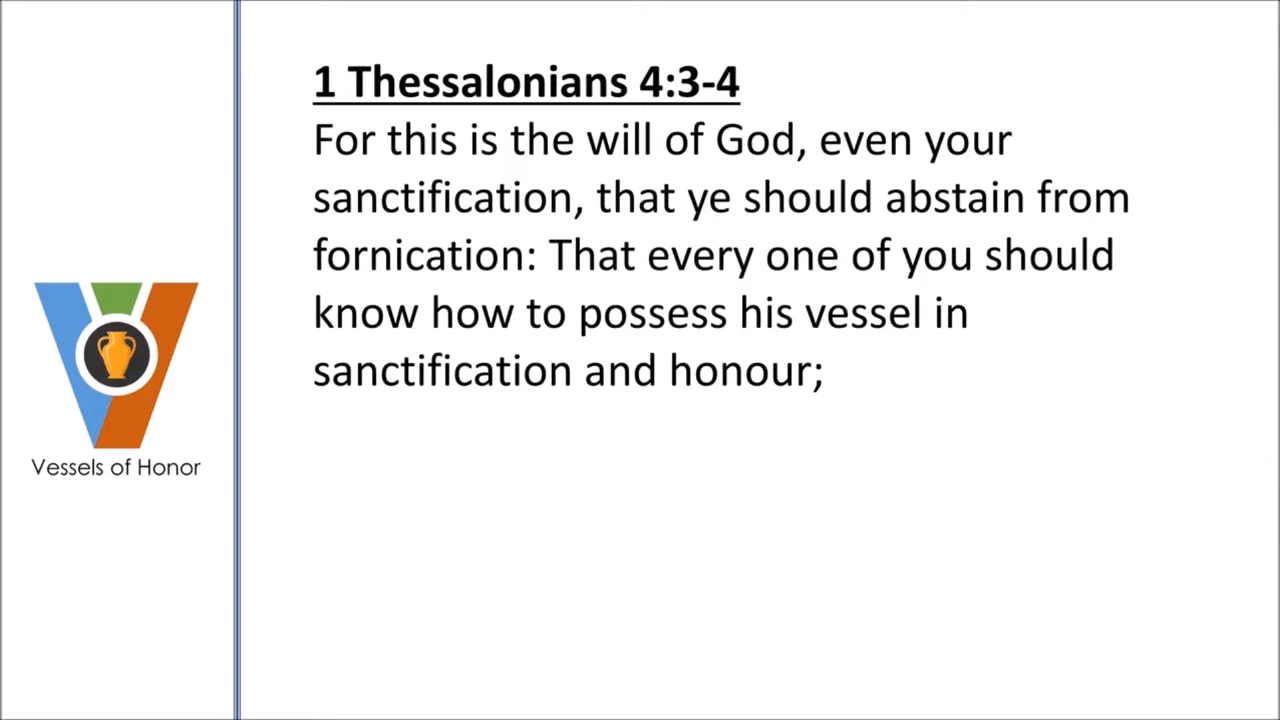 1 Thessalonians 4:3-4
For this is the will of God, even your
sanctification, that ye should abstain from
fornication: That every one of you should
know how to possess his vessel in
sanctification and honour;
Vessels of Honor